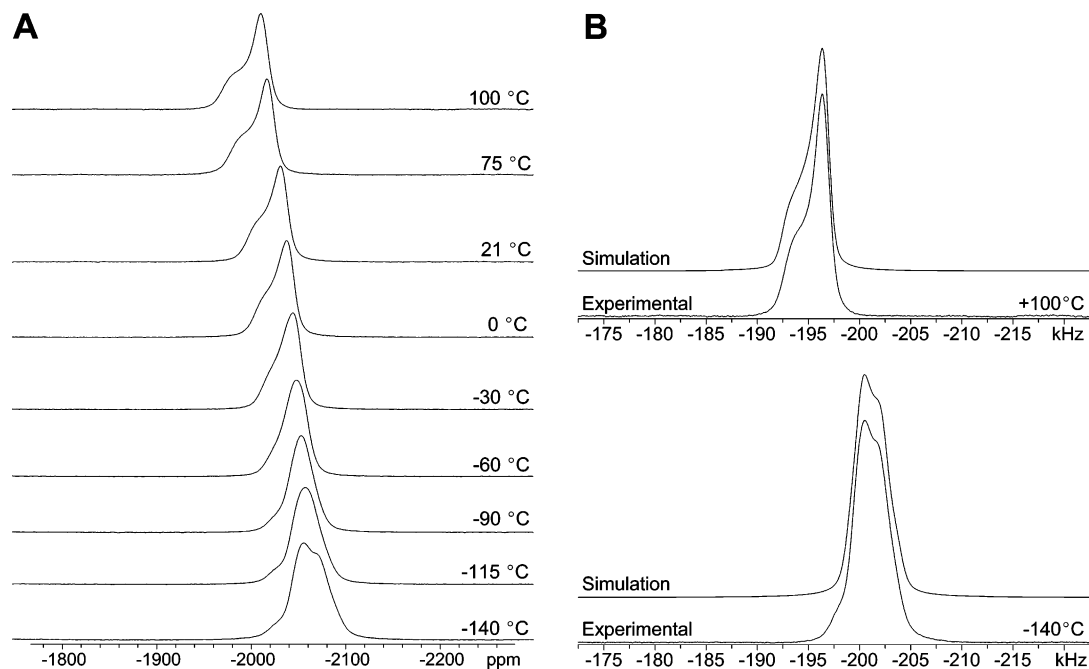 A
100 °C
75 °C
21 °C
0 °C
-30 °C
-60 °C
-90 °C
-115 °C
-140 °C
-1800 -1900 -2000 -2100 -2200 ppm
B
Simulation
Experimental +100°C
-175 -180 -185 -190 -195 -200 -205 -210 -215 kHz
Simulation
Experimental -140°C
-175 -180 -185 -190 -195 -200 -205 -210 -215 kHz